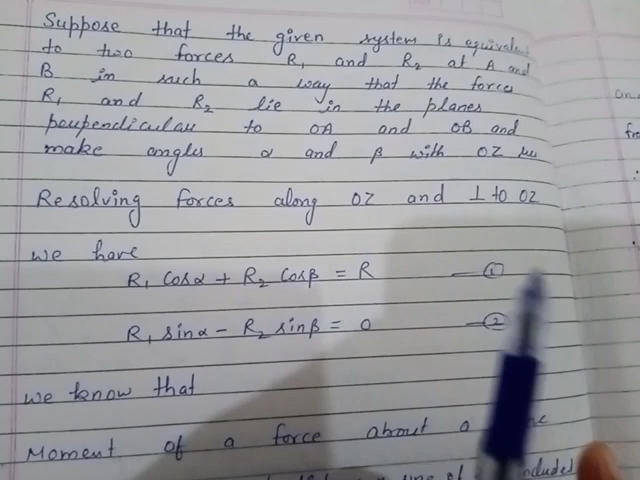 Suppose that the given system is equivalent
to two forces R₁ and R₂ at A and
B in such a way that the forces
R₁ and R₂ lie in the planes
perpendicular to OA and OB and
make angles α and β with OZ
Resolving forces along OZ and ⊥ to OZ
we have
R₁ cosα + R₂ cosβ = R —①
R₁ sinα - R₂ sinβ = 0 —②
we know that
Moment of a force about a
an